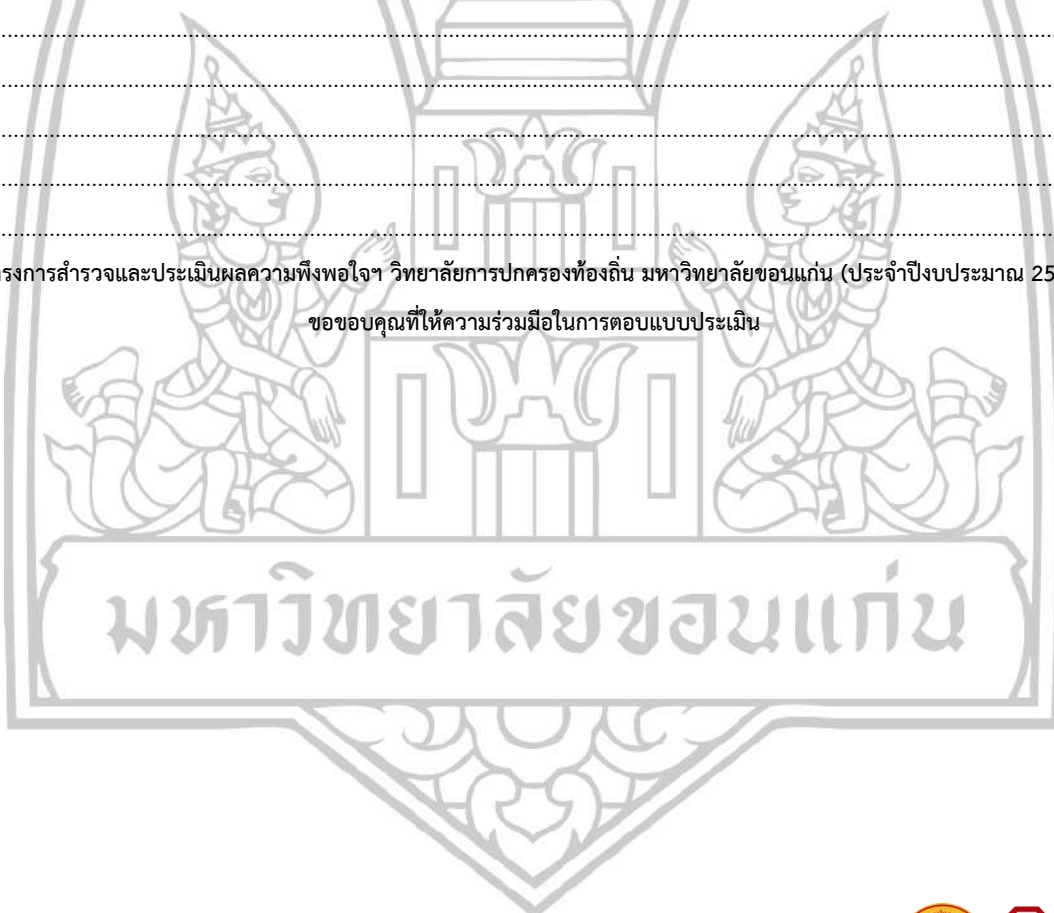 รงการสำรวจและประเมินผลความพึงพอใจฯ วิทยาลัยการปกครองท้องถิ่น มหาวิทยาลัยขอนแก่น (ประจำปีงบประมาณ 25
ขอขอบคุณที่ให้ความร่วมมือในการตอบแบบประเมิน
มหาวิทยาลัยขอนแก่น